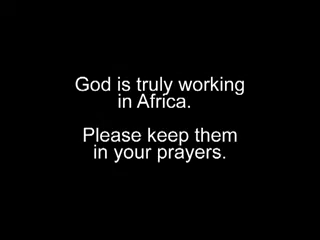 God is truly working
in Africa.
Please keep them
in your prayers.